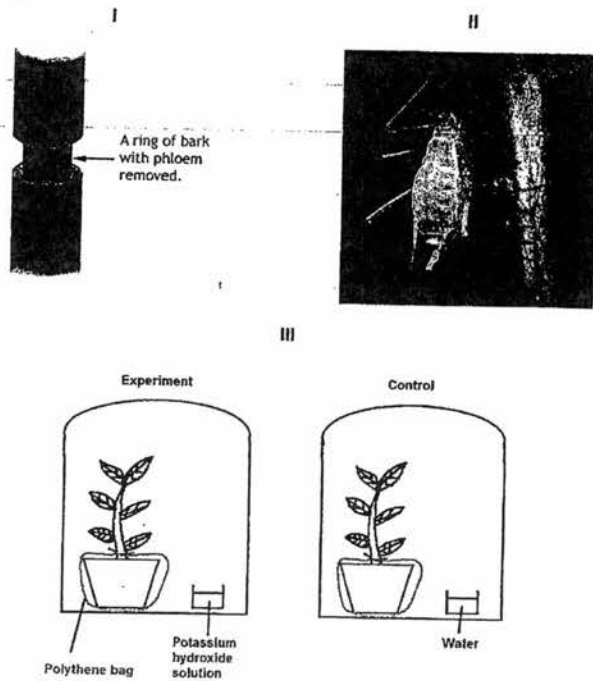 I
II
A ring of bark
with phloem
removed.
III
Experiment
Control
Polythene bag
Potassium
hydroxide
solution
Water